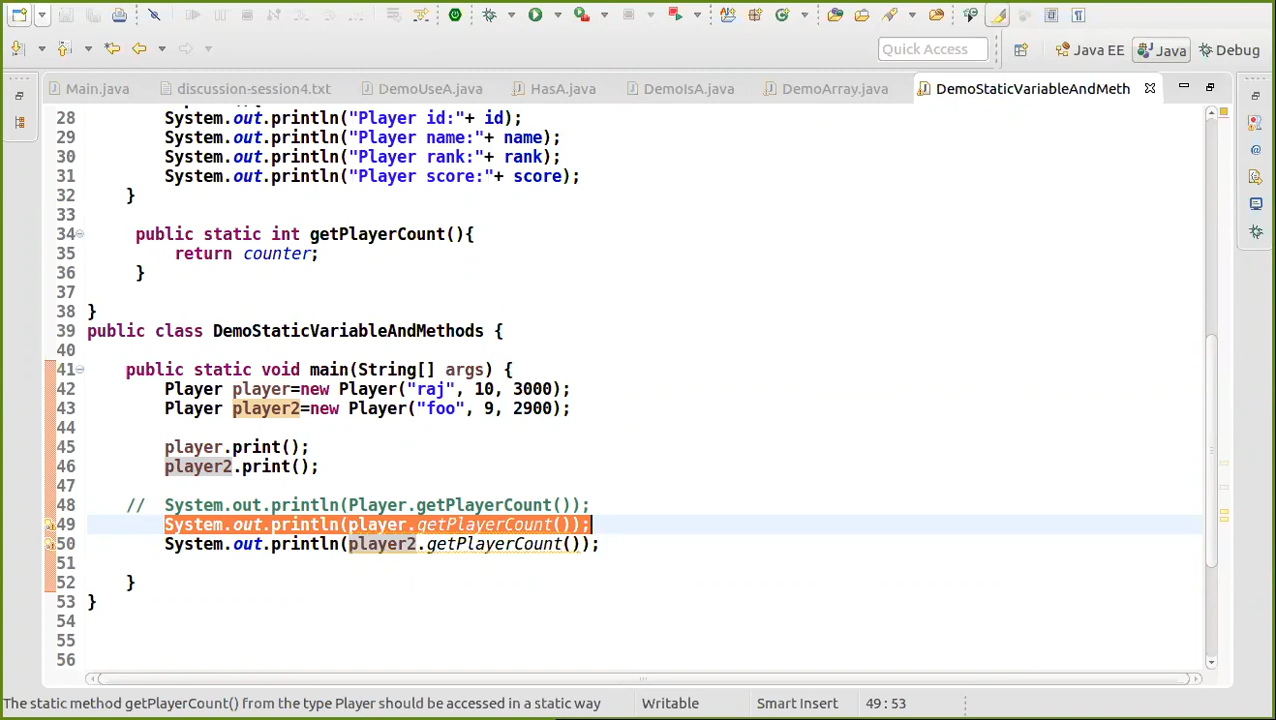 Quick Access
Java EE
Java
Debug
Main.java
discussion-session4.txt
DemoUseA.java
HasA.java
DemoIsA.java
DemoArray.java
DemoStaticVariableAndMeth
28 System.out.println("Player id:"+ id);
29 System.out.println("Player name:"+ name);
30 System.out.println("Player rank:"+ rank);
31 System.out.println("Player score:"+ score);
32 }
33
34 public static int getPlayerCount(){
35 return counter;
36 }
37
38 }
39 public class DemoStaticVariableAndMethods {
40
41 public static void main(String[] args) {
42 Player player=new Player("raj", 10, 3000);
43 Player player2=new Player("foo", 9, 2900);
44
45 player.print();
46 player2.print();
47
48 // System.out.println(Player.getPlayerCount());
49 System.out.println(player.getPlayerCount());
50 System.out.println(player2.getPlayerCount());
51
52 }
53 }
54
55
56
The static method getPlayerCount() from the type Player should be accessed in a static way
Writable
Smart Insert
49:53